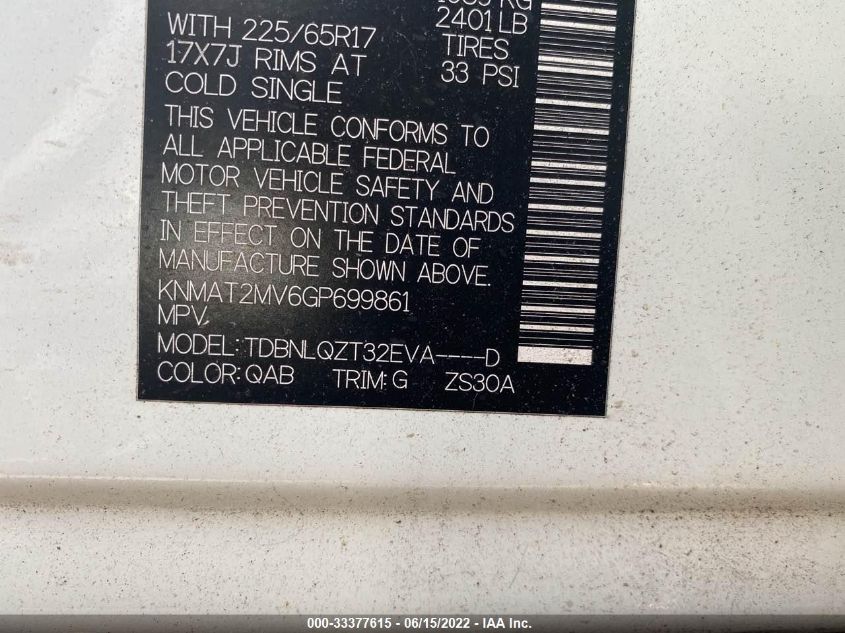 2401 LB
WITH 225/65R17 TIRES
17X7J RIMS AT 33 PSI
COLD SINGLE
THIS VEHICLE CONFORMS TO
ALL APPLICABLE FEDERAL
MOTOR VEHICLE SAFETY AND
THEFT PREVENTION STANDARDS
IN EFFECT ON THE DATE OF
MANUFACTURE SHOWN ABOVE.
KNMAT2MV6GP699861
MPV,
MODEL: TDBNLQZT32EVA----D
COLOR: QAB TRIM: G ZS30A
000-33377615 - 06/15/2022 - IAA Inc.